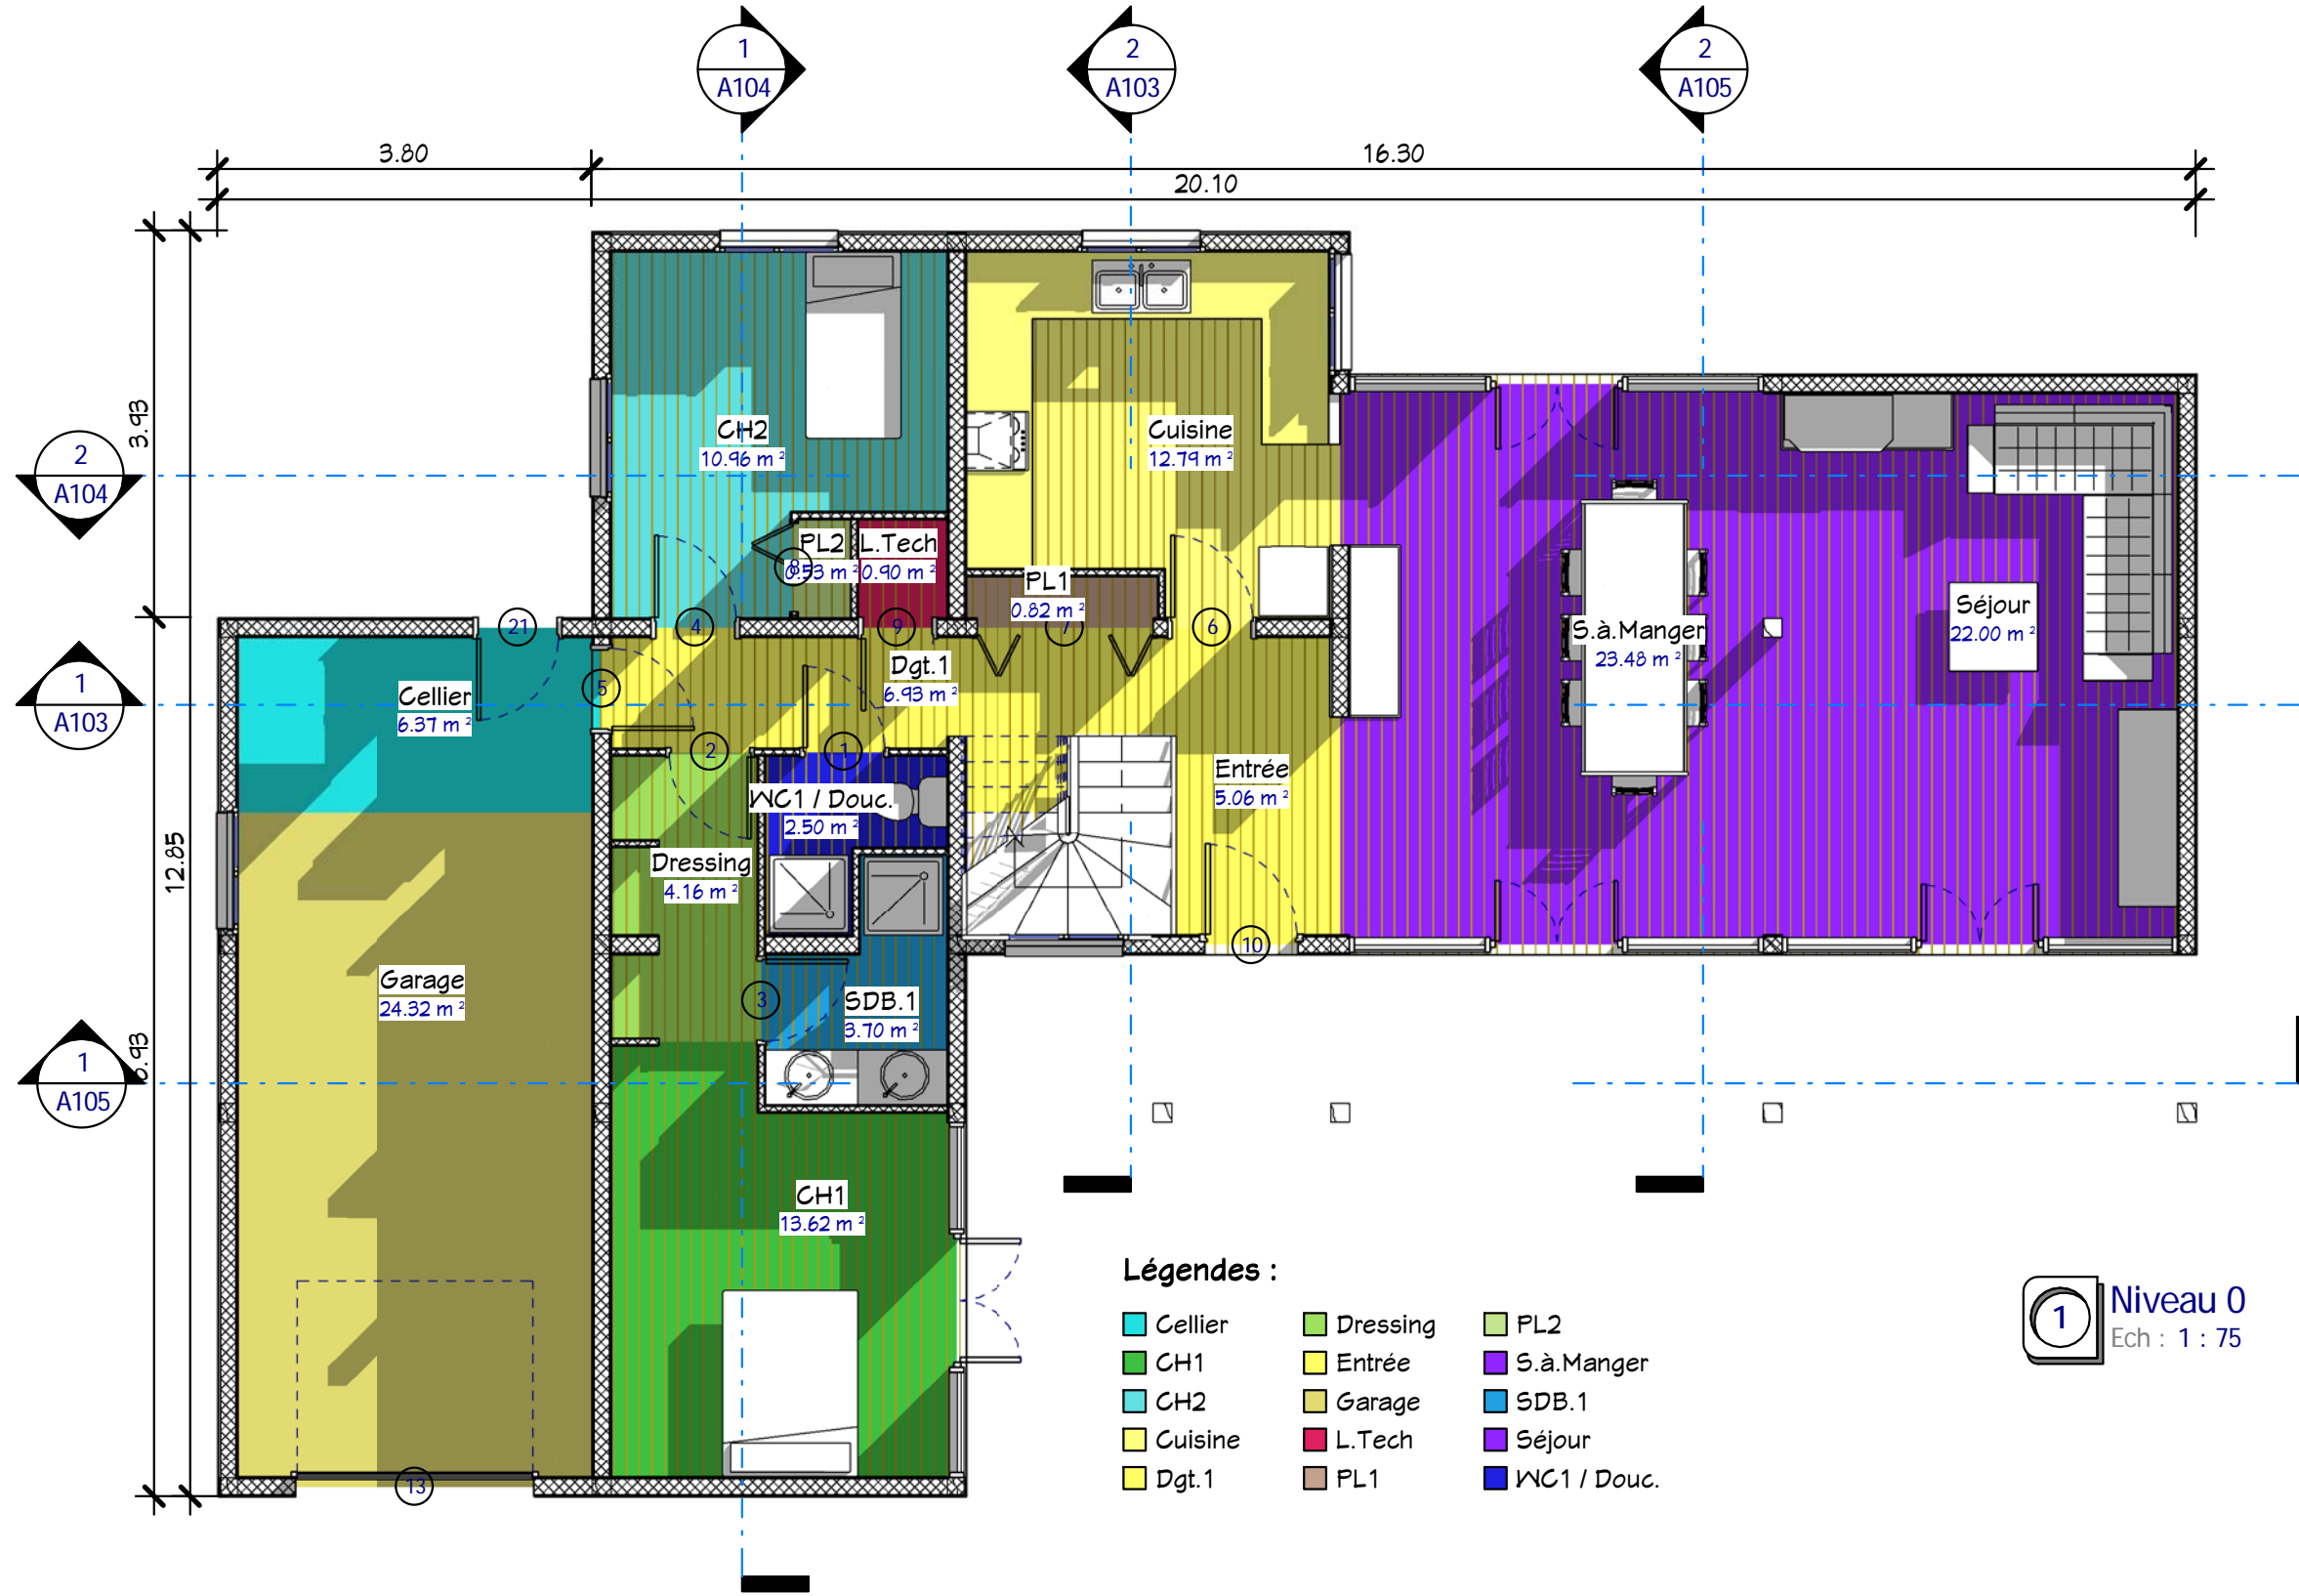 1
A104
2
A103
2
A105
3.80
16.30
20.10
3.93
12.85
2
A104
1
A103
1
A105
CH2
10.96 m²
Cuisine
12.79 m²
PL2
0.53 m²
L.Tech
0.90 m²
PL1
0.82 m²
8
21
4
9
7
6
5
Dgt.1
6.93 m²
Cellier
6.37 m²
S.à.Manger
23.48 m²
Séjour
22.00 m²
2
1
Entrée
5.06 m²
WC1 / Douc.
2.50 m²
Dressing
4.16 m²
10
Garage
24.32 m²
3
SDB.1
3.70 m²
CH1
13.62 m²
13
Légendes :
Cellier
CH1
CH2
Cuisine
Dgt.1
Dressing
Entrée
Garage
L.Tech
PL1
PL2
S.à.Manger
SDB.1
Séjour
WC1 / Douc.
1
Niveau 0
Ech : 1 : 75